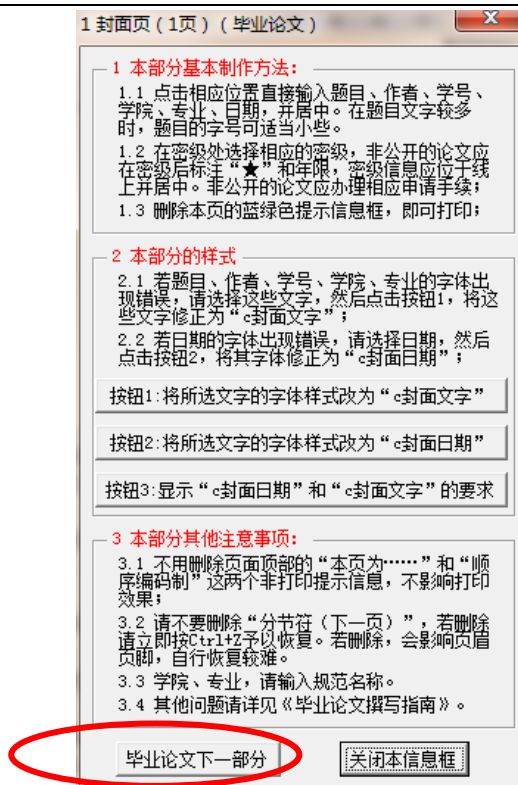 1 封面页（1页）（毕业论文）
1 本部分基本制作方法：
1.1 点击相应位置直接输入题目、作者、学号、
学院、专业、日期，并居中。在题目文字较多
时，题目的字号可适当小些。
1.2 在密级处选择相应的密级，非公开的论文应
在密级后标注“★”和年限，密级信息应位于线
上并居中。非公开的论文应办理相应申请手续；
1.3 删除本页的蓝绿色提示信息框，即可打印；
2 本部分的样式
2.1 若题目、作者、学号、学院、专业的字体出
现错误，请选择这些文字，然后点击按钮1，将这
些文字修正为“c封面文字”；
2.2 若日期的字体出现错误，请选择日期，然后
点击按钮2，将其字体修正为“c封面日期”；
按钮1:将所选文字的字体样式改为“c封面文字”
按钮2:将所选文字的字体样式改为“c封面日期”
按钮3:显示“c封面日期”和“c封面文字”的要求
3 本部分其他注意事项：
3.1 不用删除页面顶部的“本页为……”和“顺
序编码制”这两个非打印提示信息，不影响打印
效果；
3.2 请不要删除“分节符（下一页）”，若删除
请立即按Ctrl+Z予以恢复。若删除，会影响页眉
页脚，自行恢复较难。
3.3 学院、专业，请输入规范名称。
3.4 其他问题请详见《毕业论文撰写指南》。
毕业论文下一部分
关闭本信息框